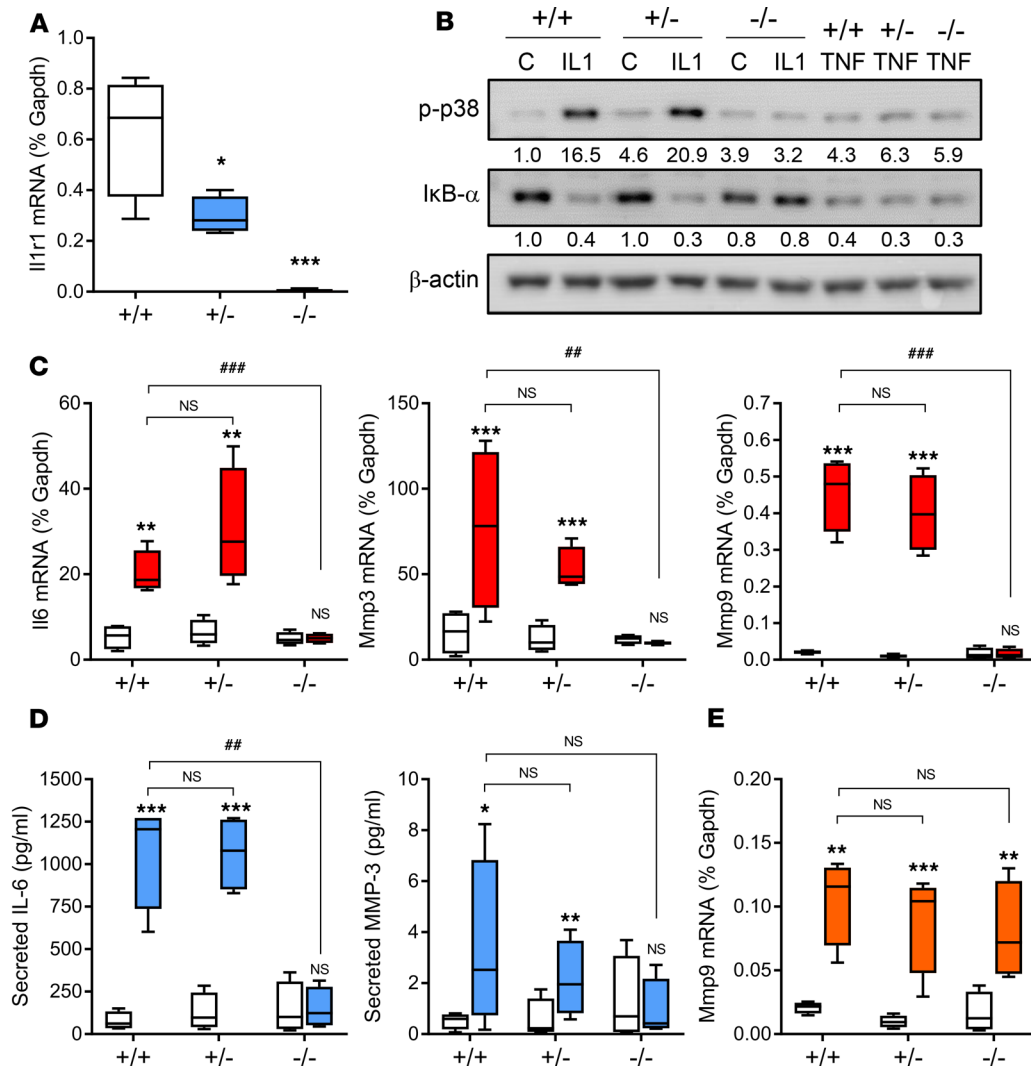 A
Il1r1 mRNA (% Gapdh)
1.0
0.8
0.6
0.4
0.2
0.0
*
***
+/+ +/- -/-
B
+/+ +/- -/- +/+ +/- -/-
C IL1 C IL1 C IL1 TNF TNF TNF
p-p38
1.0 16.5 4.6 20.9 3.9 3.2 4.3 6.3 5.9
IκB-α
1.0 0.4 1.0 0.3 0.8 0.8 0.4 0.3 0.3
β-actin
C
Il6 mRNA (% Gapdh)
60
40
20
0
###
NS
**
**
NS
+/+ +/- -/-
Mmp3 mRNA (% Gapdh)
150
100
50
0
##
NS
***
***
NS
+/+ +/- -/-
Mmp9 mRNA (% Gapdh)
0.7
0.6
0.5
0.4
0.3
0.2
0.1
0.0
###
NS
***
***
NS
+/+ +/- -/-
D
Secreted IL-6 (pg/ml)
1500
1250
1000
750
500
250
0
##
NS
***
***
NS
+/+ +/- -/-
Secreted MMP-3 (pg/ml)
10
8
6
4
2
0
NS
NS
*
**
NS
+/+ +/- -/-
E
Mmp9 mRNA (% Gapdh)
0.20
0.15
0.10
0.05
0.00
NS
NS
**
***
**
+/+ +/- -/-